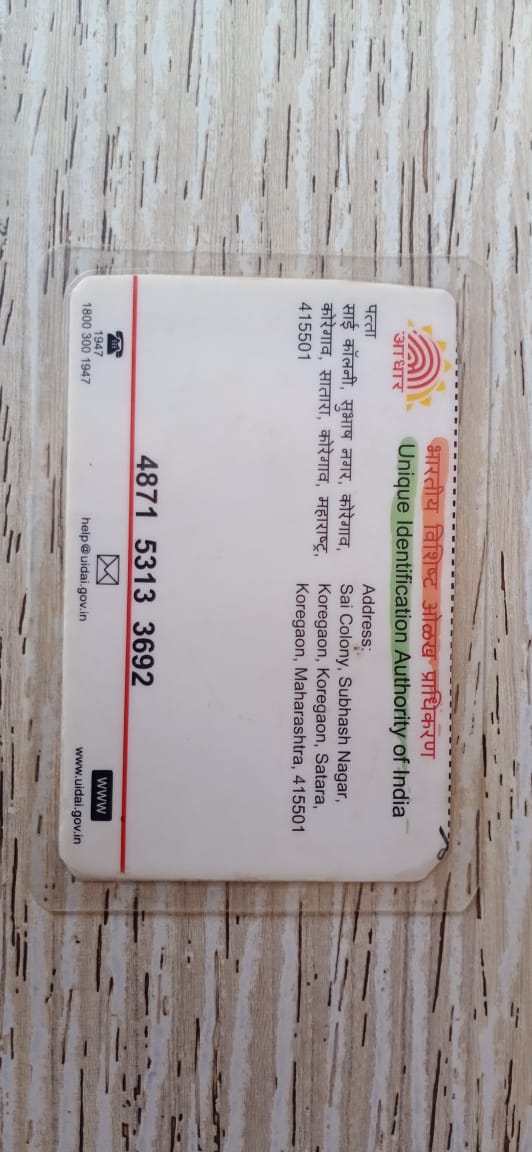 आधार
भारतीय विशिष्ट ओळख प्राधिकरण
Unique Identification Authority of India
पत्ता
साई कॉलनी, सुभाष नगर, कोरेगाव,
कोरेगाव, सातारा, कोरेगाव, महाराष्ट्र,
415501
Address:
Sai Colony, Subhash Nagar,
Koregaon, Koregaon, Satara,
Koregaon, Maharashtra, 415501
4871 5313 3692
1947
1800 300 1947
help@uidai.gov.in
www
www.uidai.gov.in